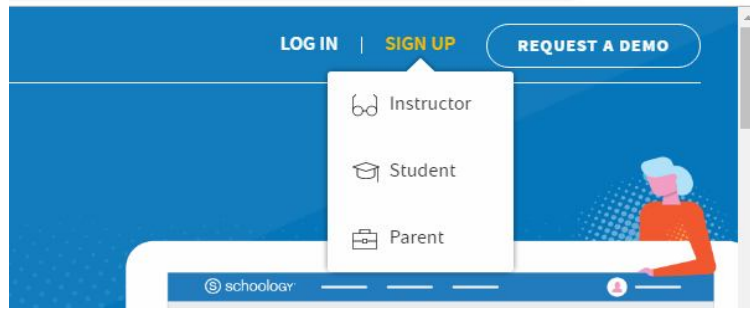 LOG IN | SIGN UP REQUEST A DEMO
Instructor
Student
Parent
schoology